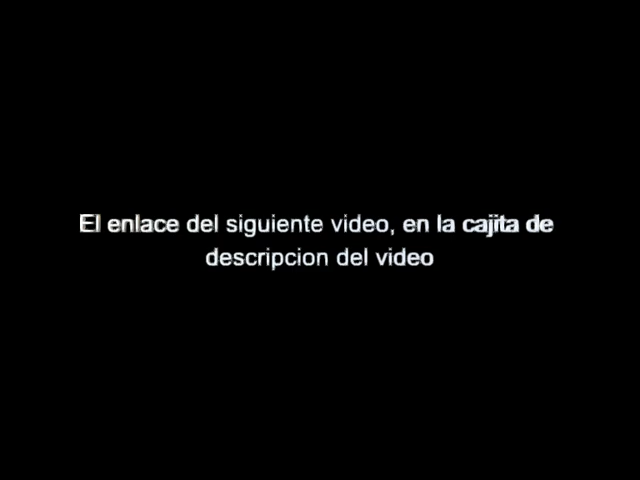 El enlace del siguiente video, en la cajita de
descripcion del video